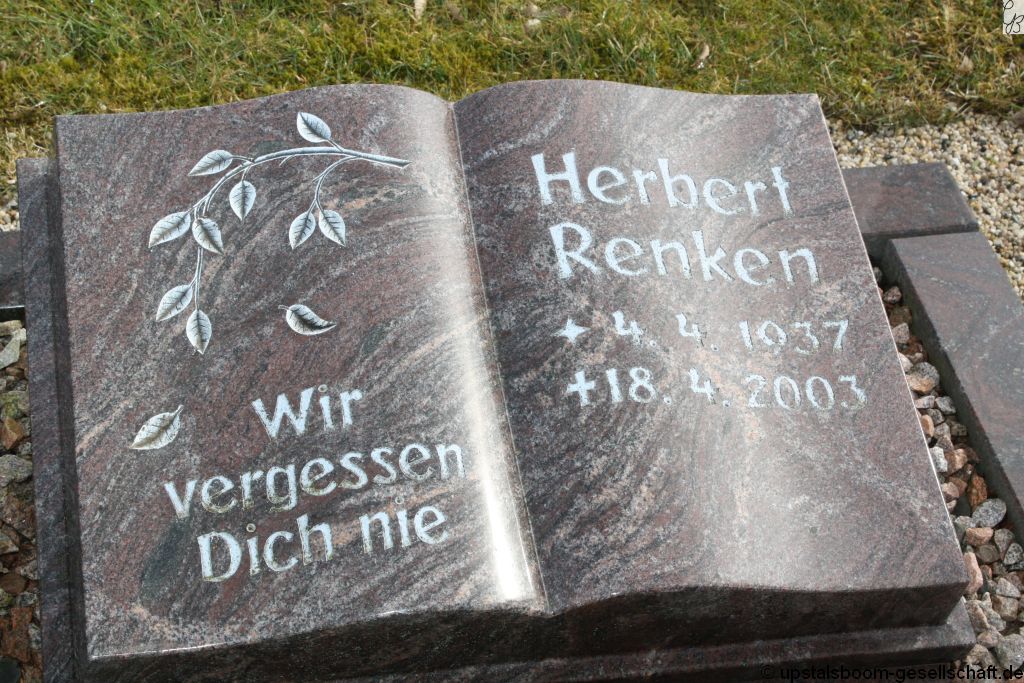 Wir
vergessen
Dich nie
Herbert
Renken
4. 4. 1937
18. 4. 2003
© upstalsboom-gesellschaft.de